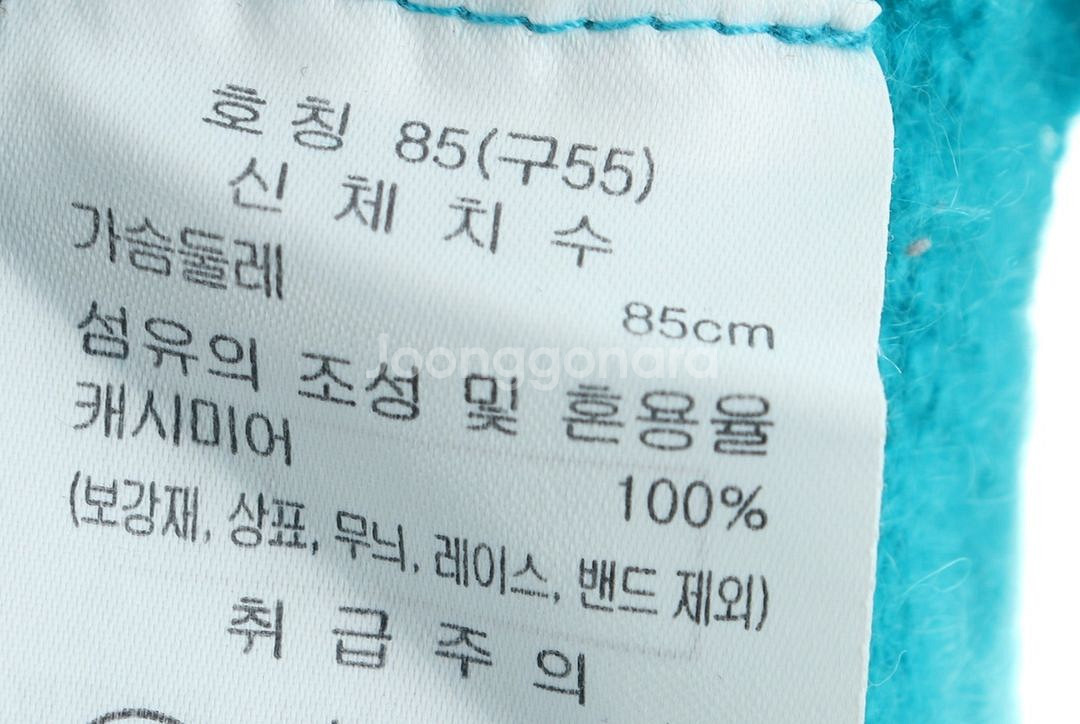 호칭 85(구55)
신체치수
가슴둘레
85cm
섬유의 조성 및 혼용율
캐시미어
100%
(보강재, 상표, 무늬, 레이스, 밴드 제외)
취급주의
Joonggonara